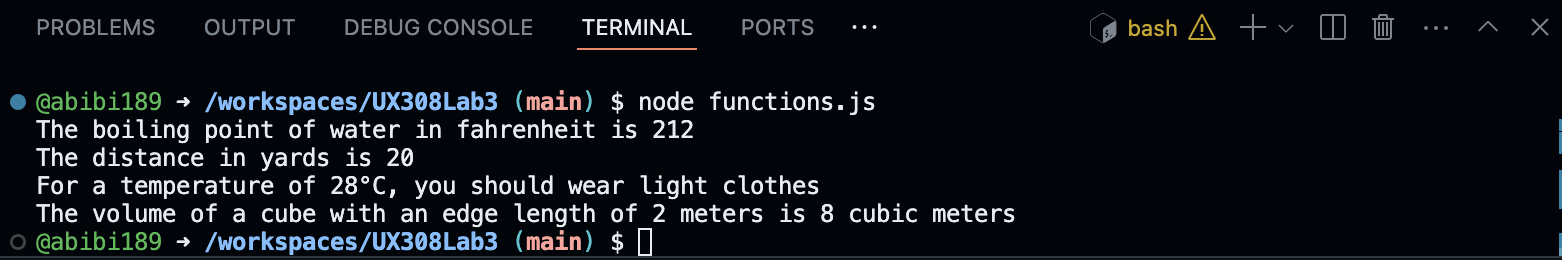 PROBLEMS OUTPUT DEBUG CONSOLE TERMINAL PORTS ··· bash
@abibi189 → /workspaces/UX308Lab3 (main) $ node functions.js
The boiling point of water in fahrenheit is 212
The distance in yards is 20
For a temperature of 28°C, you should wear light clothes
The volume of a cube with an edge length of 2 meters is 8 cubic meters
@abibi189 → /workspaces/UX308Lab3 (main) $